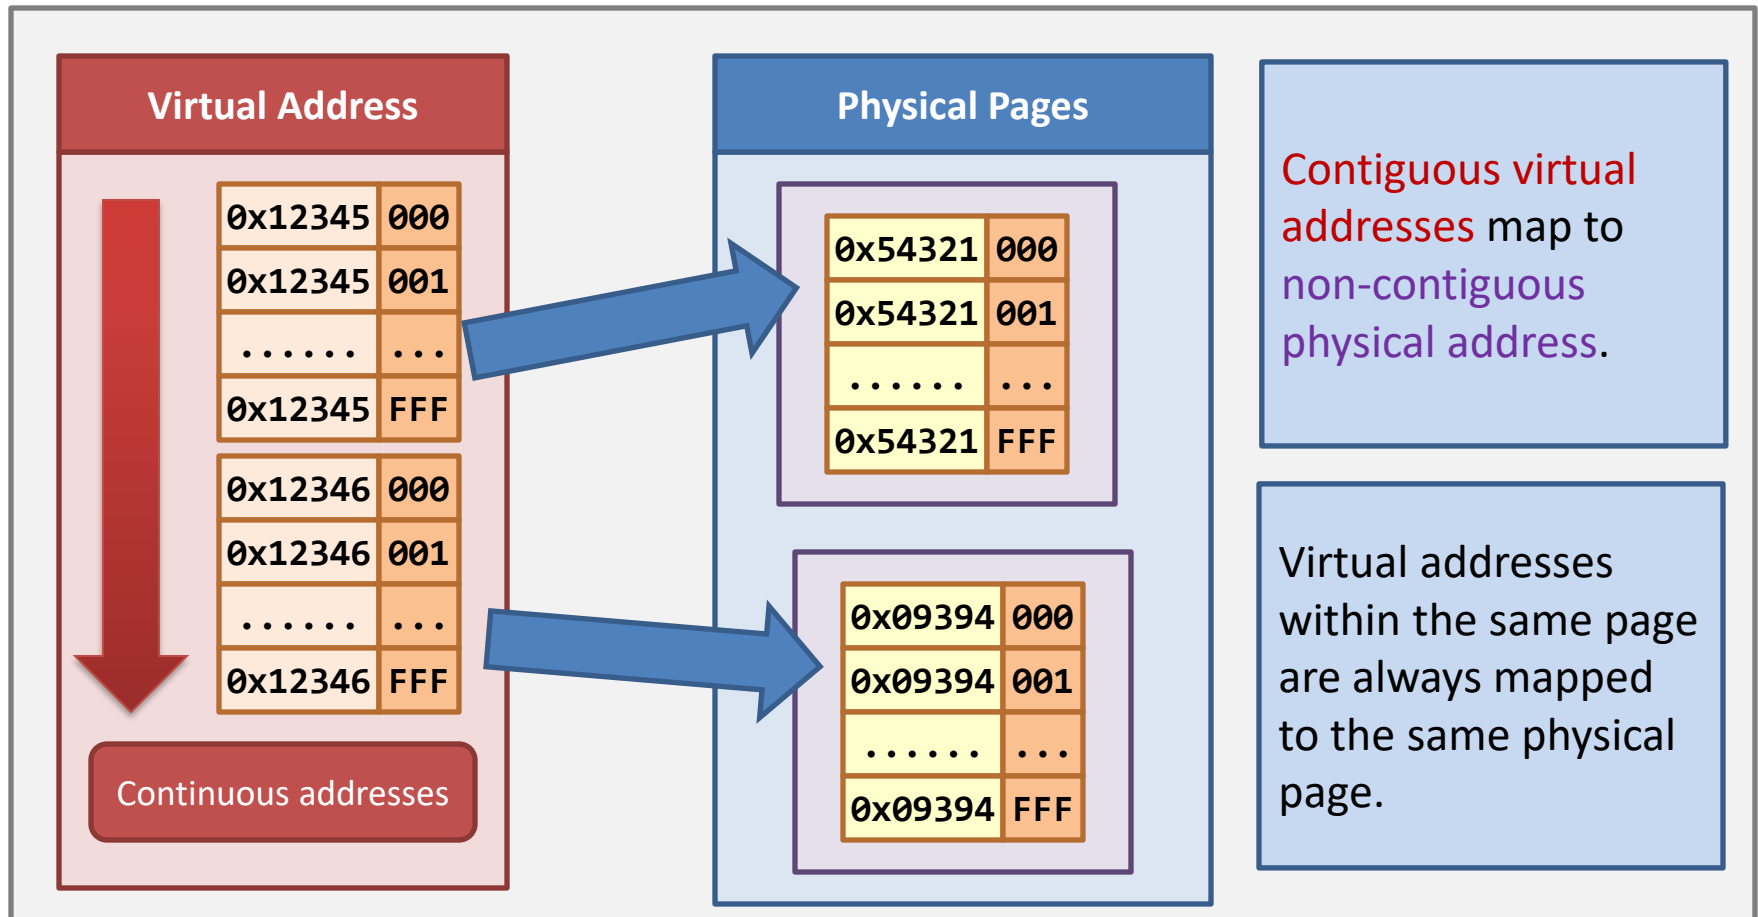 Virtual Address
0x12345 000
0x12345 001
...... ...
0x12345 FFF
0x12346 000
0x12346 001
...... ...
0x12346 FFF
Continuous addresses
Physical Pages
0x54321 000
0x54321 001
...... ...
0x54321 FFF
0x09394 000
0x09394 001
...... ...
0x09394 FFF
Contiguous virtual
addresses map to
non-contiguous
physical address.
Virtual addresses
within the same page
are always mapped
to the same physical
page.